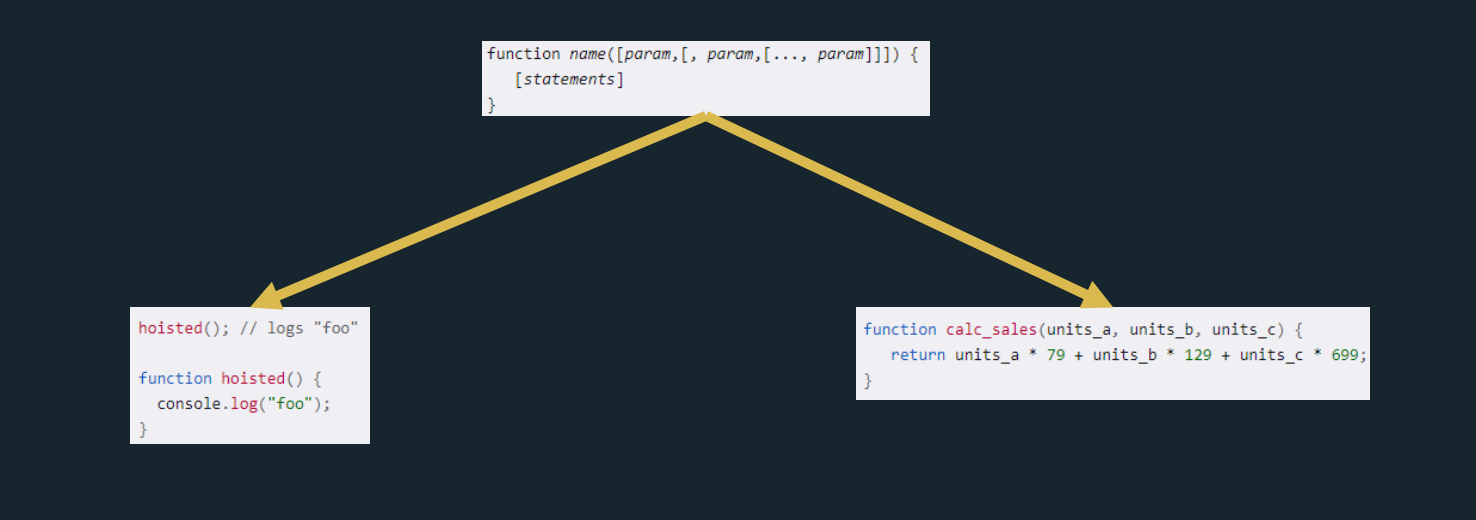 function name([param,[, param,[..., param]]]) {
   [statements]
}
hoisted(); // logs "foo"
function hoisted() {
  console.log("foo");
}
function calc_sales(units_a, units_b, units_c) {
   return units_a * 79 + units_b * 129 + units_c * 699;
}